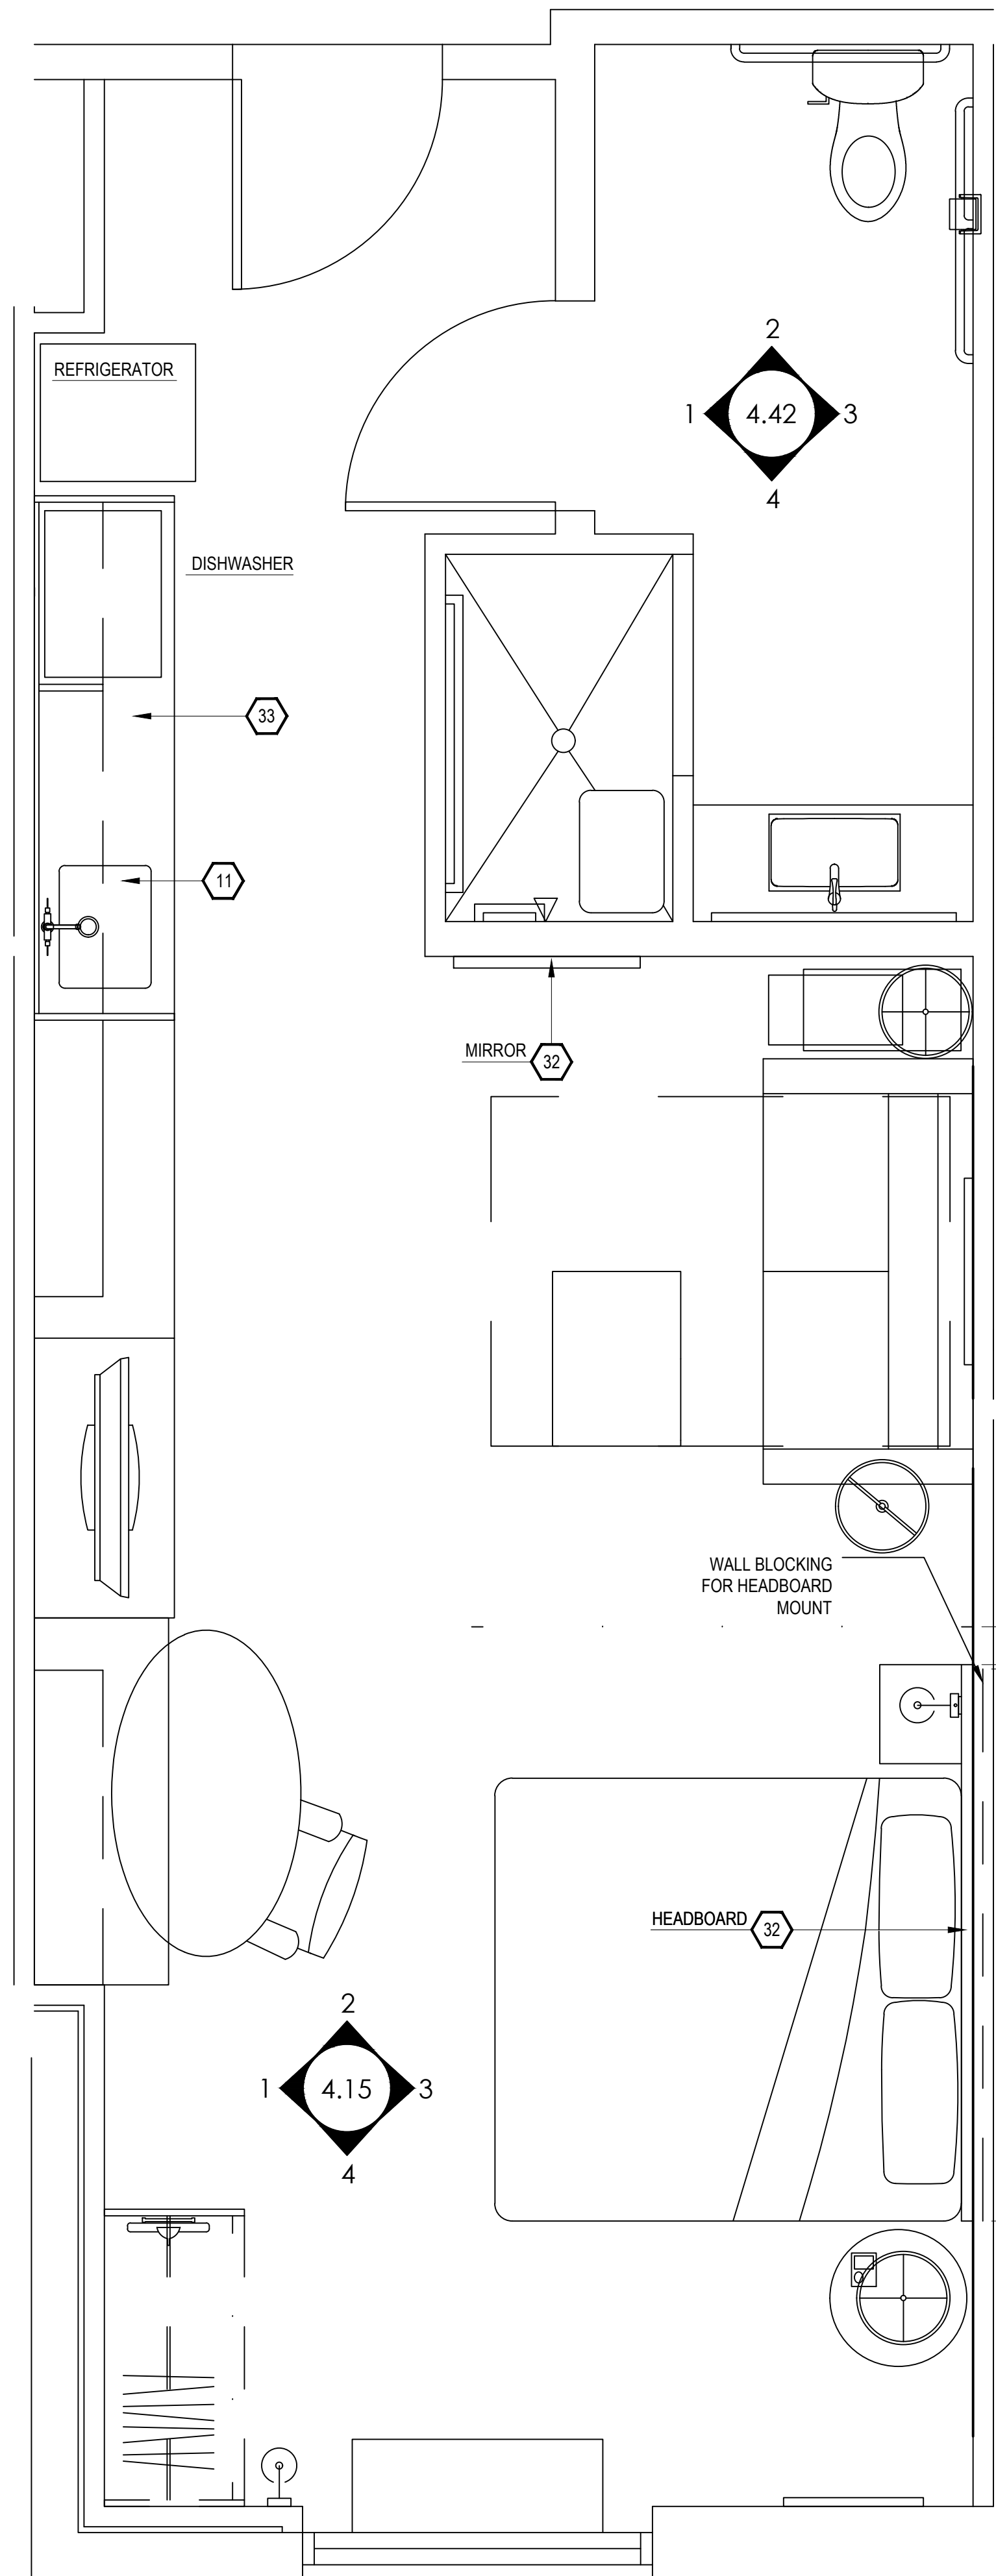 REFRIGERATOR
2
1 4.42 3
4
DISHWASHER
33
11
MIRROR 32
WALL BLOCKING
FOR HEADBOARD
MOUNT
HEADBOARD 32
2
1 4.15 3
4